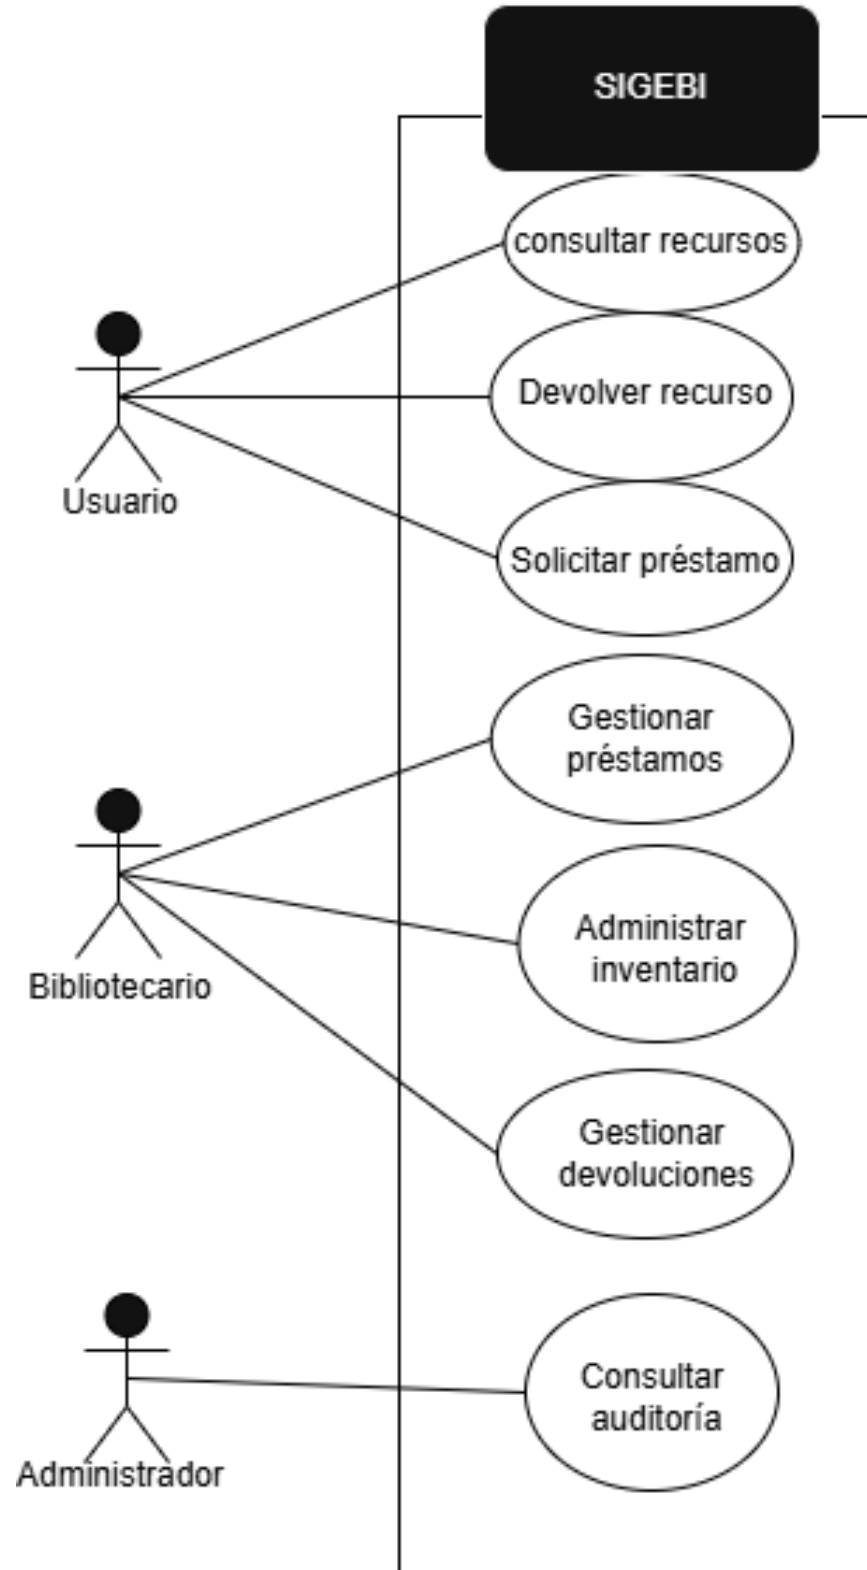 SIGEBI
consultar recursos
Devolver recurso
Usuario
Solicitar préstamo
Gestionar
préstamos
Administrar
inventario
Bibliotecario
Gestionar
devoluciones
Consultar
auditoría
Administrador